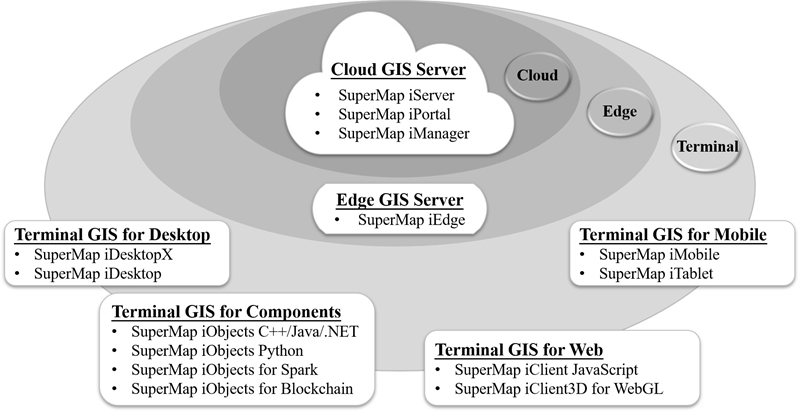 Cloud GIS Server
• SuperMap iServer
• SuperMap iPortal
• SuperMap iManager
Cloud
Edge
Terminal
Edge GIS Server
• SuperMap iEdge
Terminal GIS for Desktop
• SuperMap iDesktopX
• SuperMap iDesktop
Terminal GIS for Mobile
• SuperMap iMobile
• SuperMap iTablet
Terminal GIS for Components
• SuperMap iObjects C++/Java/.NET
• SuperMap iObjects Python
• SuperMap iObjects for Spark
• SuperMap iObjects for Blockchain
Terminal GIS for Web
• SuperMap iClient JavaScript
• SuperMap iClient3D for WebGL